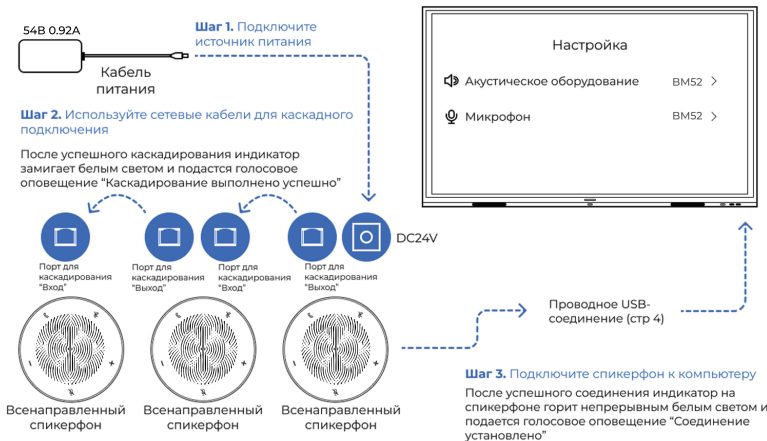 54В 0.92A
Кабель
питания
Шаг 1. Подключите
источник питания
Шаг 2. Используйте сетевые кабели для каскадного
подключения
После успешного каскадирования индикатор
замигает белым светом и подастся голосовое
оповещение “Каскадирование выполнено успешно”
DC24V
Порт для
каскадирования
“Вход”
Порт для
каскадирования
“Выход”
Порт для
каскадирования
“Вход”
Порт для
каскадирования
“Выход”
Всенаправленный
спикерфон
Всенаправленный
спикерфон
Всенаправленный
спикерфон
Настройка
Акустическое оборудование BM52
Микрофон BM52
Проводное USB-
соединение (стр 4)
Шаг 3. Подключите спикерфон к компьютеру
После успешного соединения индикатор на
спикерфоне горит непрерывным белым светом и
подается голосовое оповещение “Соединение
установлено”